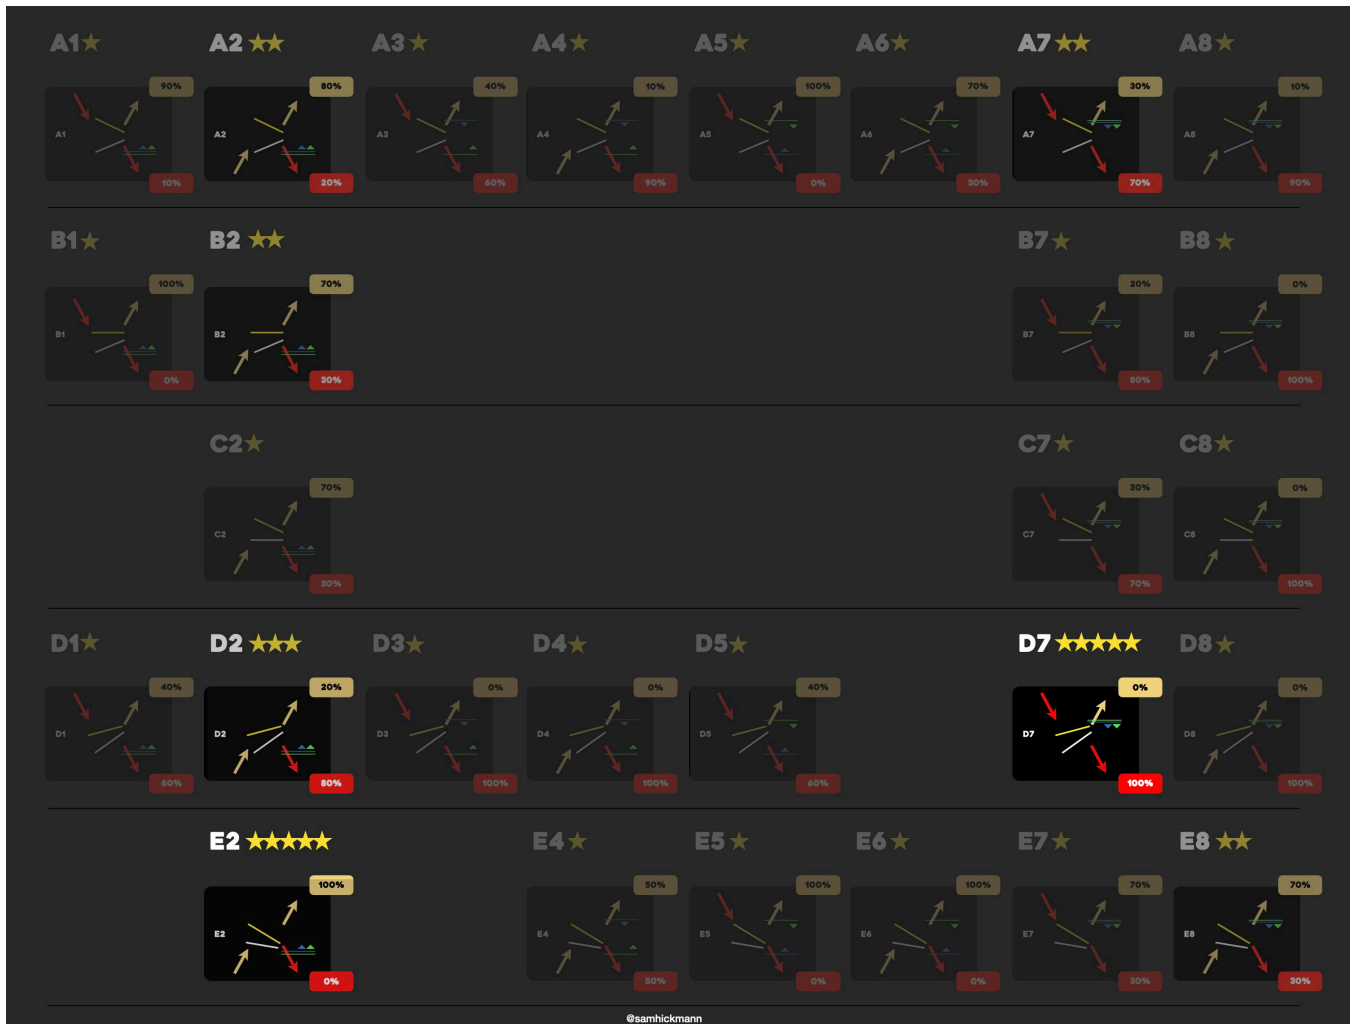 A1 A2 A3 A4 A5 A6 A7 A8
90% 80% 40% 10% 100% 70% 30% 10%
A1 A2 A3 A4 A5 A6 A7 A8
10% 20% 60% 90% 0% 30% 70% 90%
B1 B2 B7 B8
100% 70% 20% 0%
B1 B2 B7 B8
0% 30% 80% 100%
C2 C7 C8
70% 30% 0%
C2 C7 C8
30% 70% 100%
D1 D2 D3 D4 D5 D7 D8
40% 20% 0% 0% 40% 0% 0%
D1 D2 D3 D4 D5 D7 D8
60% 80% 100% 100% 60% 100% 100%
E2 E4 E5 E6 E7 E8
100% 50% 100% 100% 70% 70%
E2 E4 E5 E6 E7 E8
0% 50% 0% 0% 30% 30%
@samhickmann